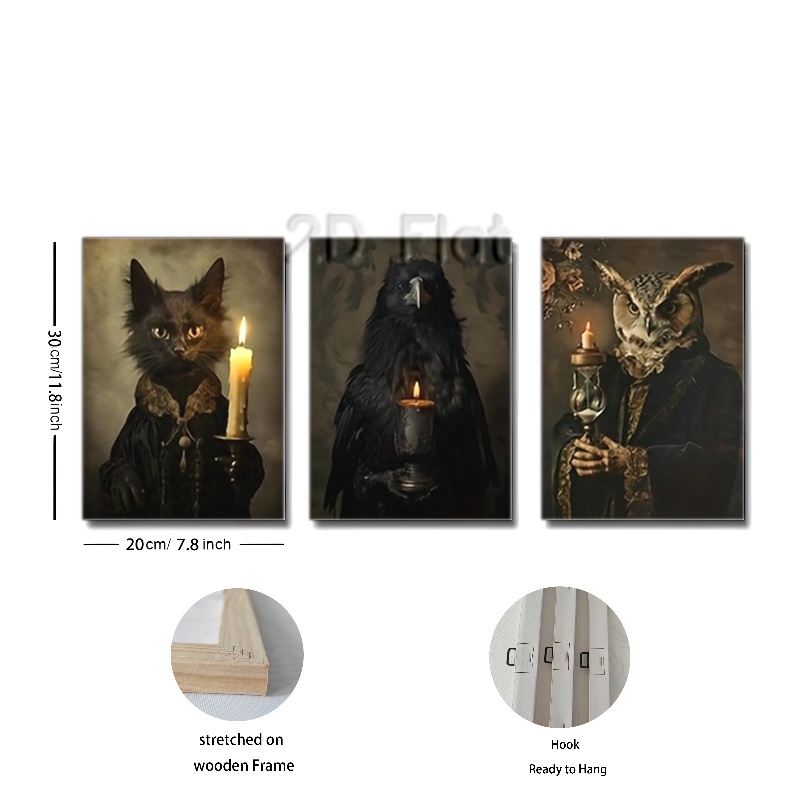 2D Flat
30cm/11.8inch
20cm/ 7.8 inch
stretched on
wooden Frame
Hook
Ready to Hang